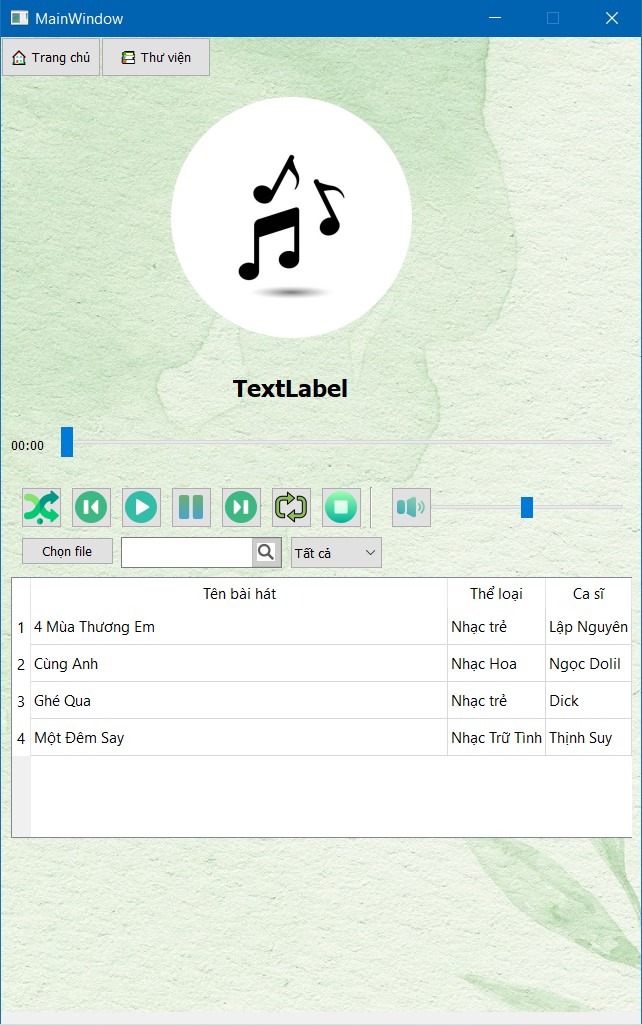 MainWindow
Trang chủ Thư viện
TextLabel
00:00
Chọn file Tất cả
Tên bài hát Thể loại Ca sĩ
1 4 Mùa Thương Em Nhạc trẻ Lập Nguyên
2 Cùng Anh Nhạc Hoa Ngọc Dolil
3 Ghé Qua Nhạc trẻ Dick
4 Một Đêm Say Nhạc Trữ Tình Thịnh Suy